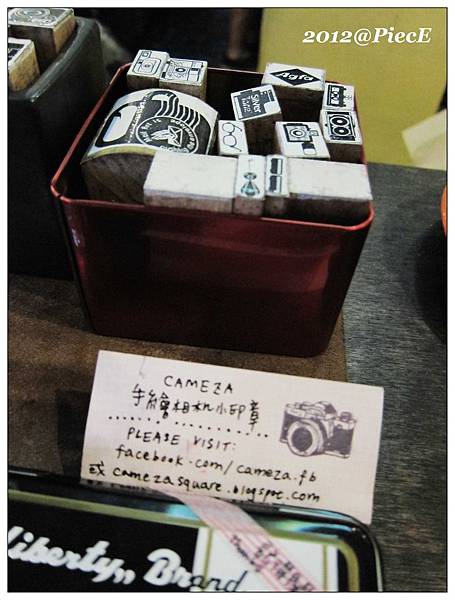 2012@PiecE
Agfa
CAMEZA
手繪相机小印章
PLEASE VISIT:
facebook.com/cameza.fb
或 camezasquare.blogspot.com
Liberty,, Brand